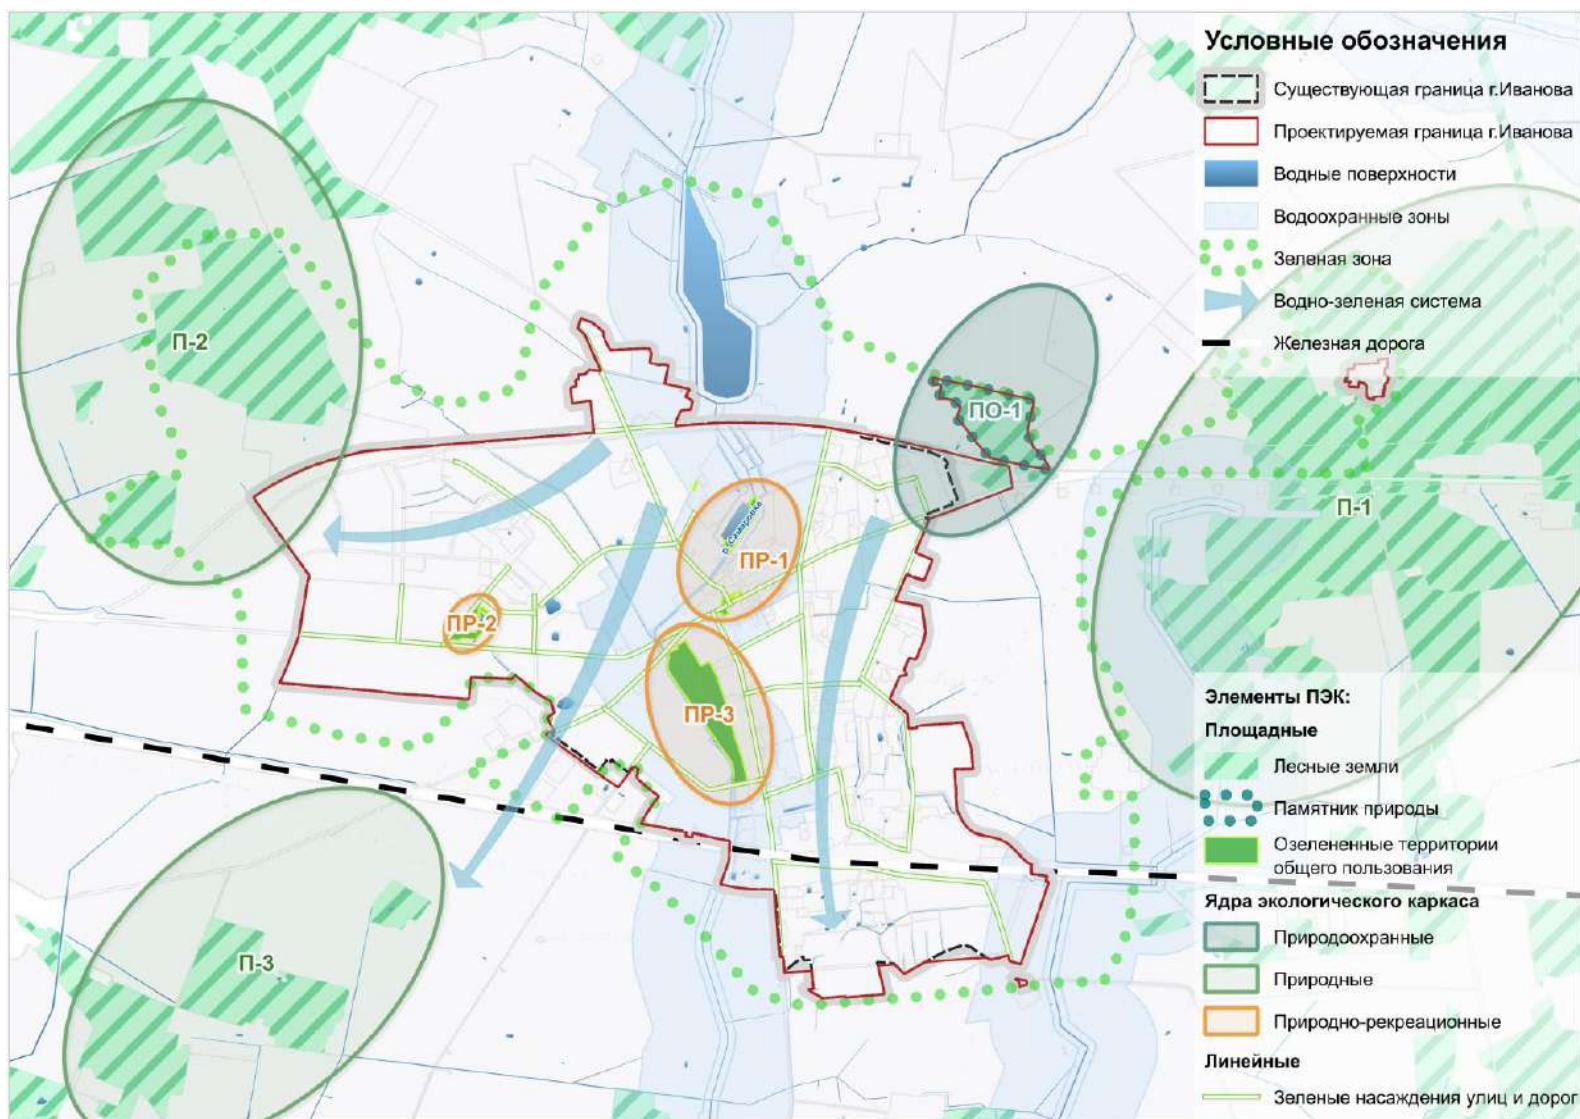 Условные обозначения
Существующая граница г.Иванова
Проектируемая граница г.Иванова
Водные поверхности
Водоохранные зоны
Зеленая зона
Водно-зеленая система
Железная дорога
П-2
ПО-1
П-1
р. Сахаровка
ПР-1
ПР-2
ПР-3
П-3
Элементы ПЭК:
Площадные
Лесные земли
Памятник природы
Озелененные территории
общего пользования
Ядра экологического каркаса
Природоохранные
Природные
Природно-рекреационные
Линейные
Зеленые насаждения улиц и дорог